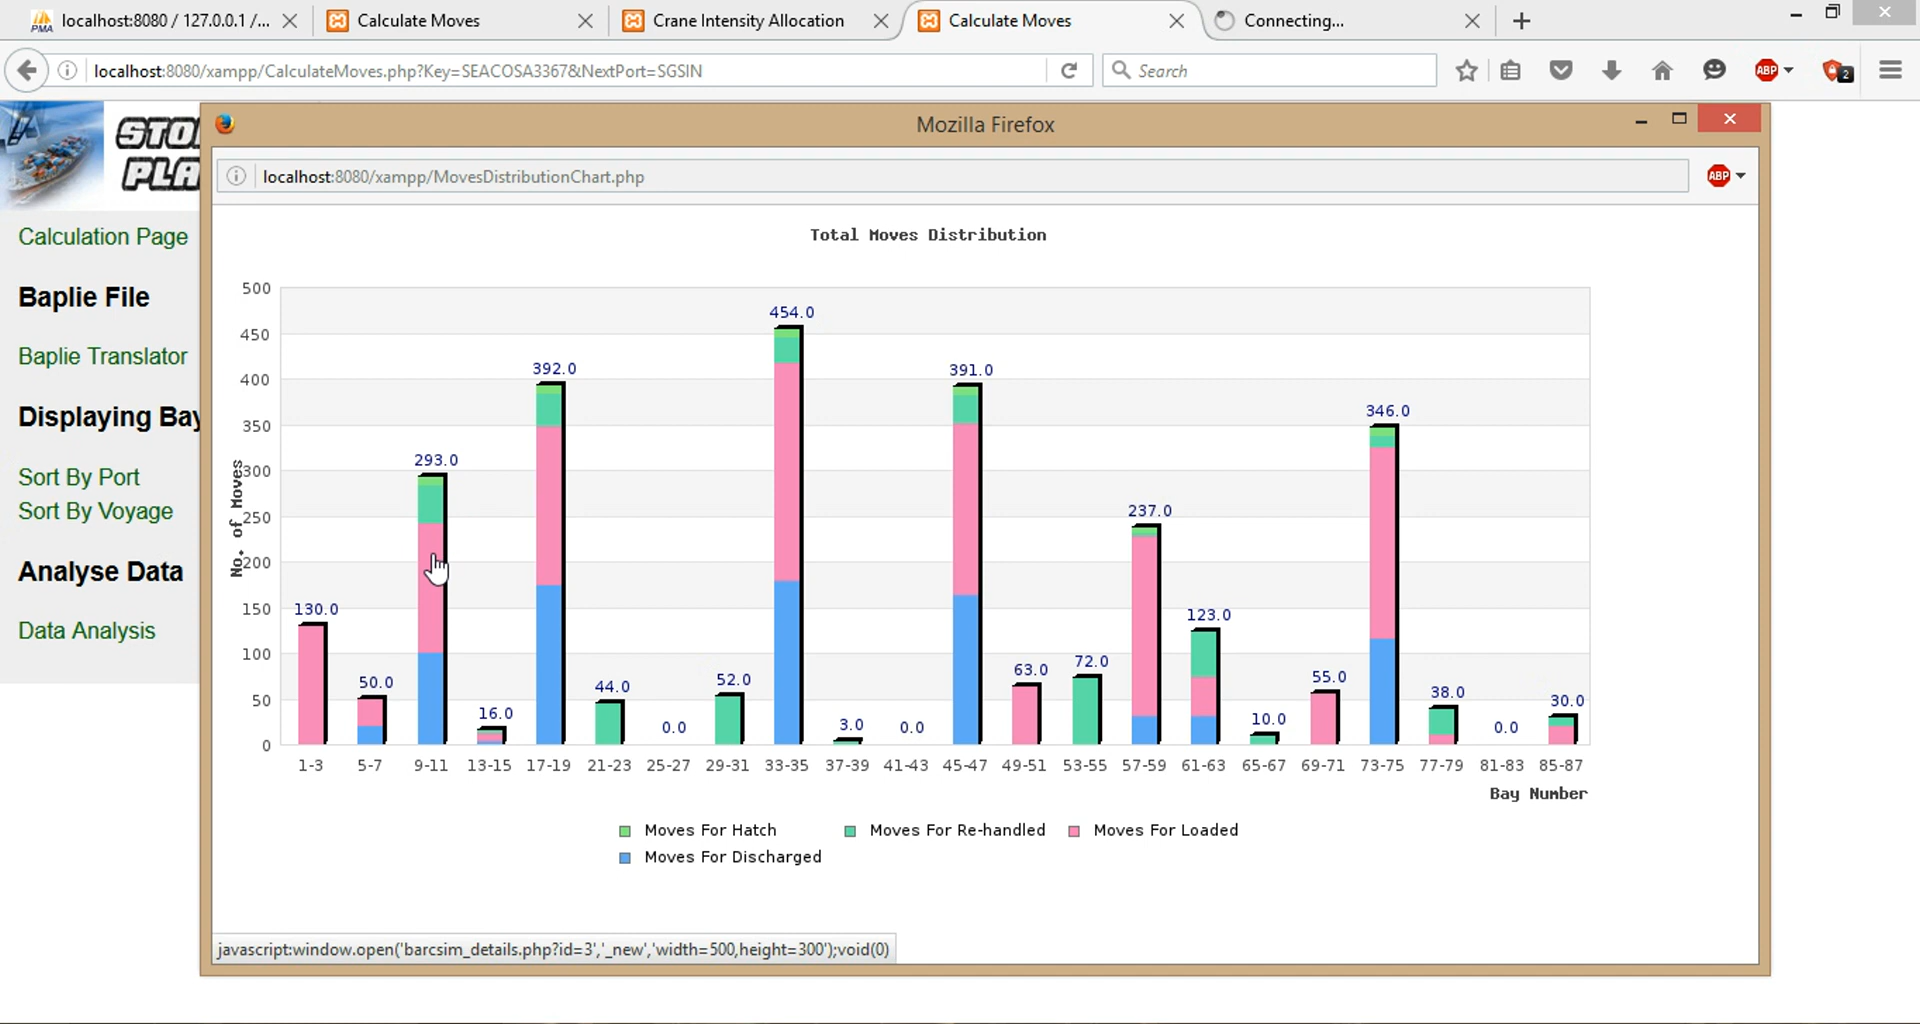 localhost:8080 / 127.0.0.1 /...
Calculate Moves
Crane Intensity Allocation
Calculate Moves
Connecting...
PMA
localhost:8080/xampp/CalculateMoves.php?Key=SEACOSA3367&NextPort=SGSIN
Search
ABP
2
Mozilla Firefox
localhost:8080/xampp/MovesDistributionChart.php
ABP
STO
PLA
Calculation Page
Baplie File
Baplie Translator
Displaying Bay
Sort By Port
Sort By Voyage
Analyse Data
Data Analysis
Total Moves Distribution
No. of Moves
500
450
400
350
300
250
200
150
100
50
0
130.0
50.0
293.0
16.0
392.0
44.0
0.0
52.0
454.0
3.0
0.0
391.0
63.0
72.0
237.0
123.0
10.0
55.0
346.0
38.0
0.0
30.0
1-3 5-7 9-11 13-15 17-19 21-23 25-27 29-31 33-35 37-39 41-43 45-47 49-51 53-55 57-59 61-63 65-67 69-71 73-75 77-79 81-83 85-87
Bay Number
Moves For Hatch Moves For Re-handled Moves For Loaded
Moves For Discharged
javascript:window.open('barcsim_details.php?id=3','_new','width=500,height=300');void(0)